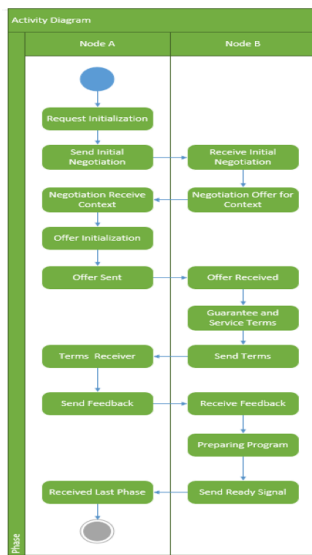 Activity Diagram
Node A
Node B
Request Initialization
Send Initial
Negotiation
Receive Initial
Negotiation
Negotiation Receive
Context
Negotiation Offer for
Context
Offer Initialization
Offer Sent
Offer Received
Guarantee and
Service Terms
Terms Receiver
Send Terms
Send Feedback
Receive Feedback
Preparing Program
Received Last Phase
Send Ready Signal
Phase